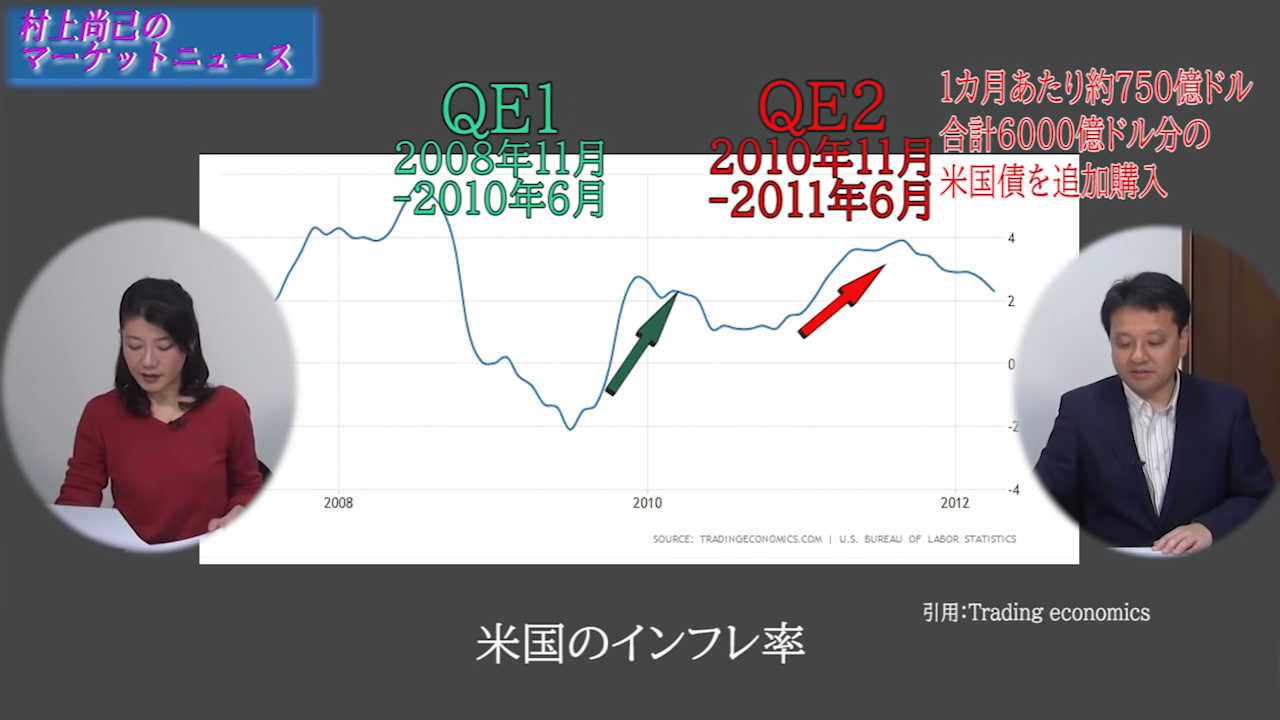 村上尚己の
マーケットニュース
QE1
2008年11月
-2010年6月
QE2
2010年11月
-2011年6月
1カ月あたり約750億ドル
合計6000億ドル分の
米国債を追加購入
4
2
0
-2
-4
2008
2010
2012
SOURCE: TRADINGECONOMICS.COM | U.S. BUREAU OF LABOR STATISTICS
引用:Trading economics
米国のインフレ率